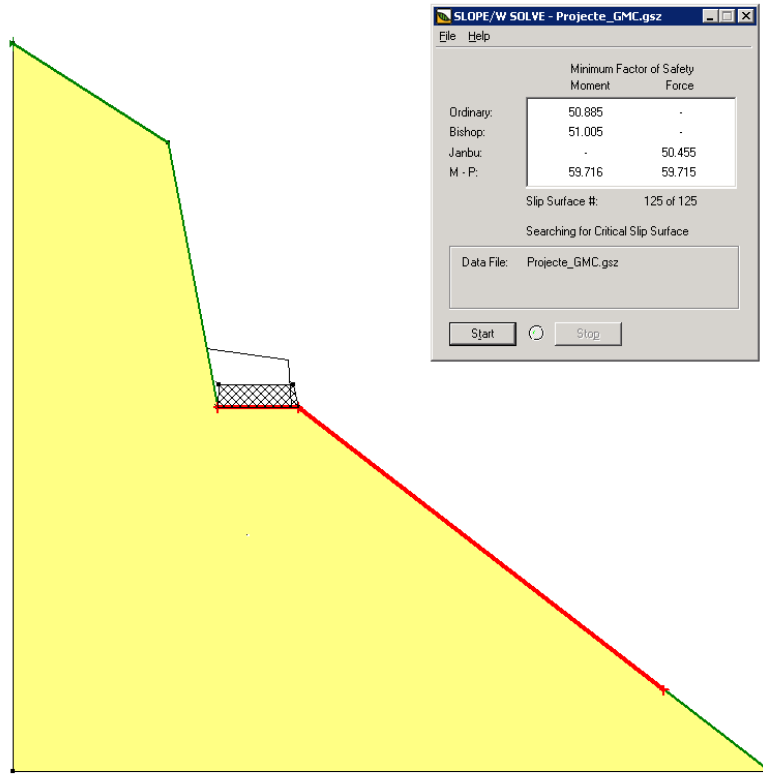 SLOPE/W SOLVE - Projecte_GMC.gsz
File Help
Minimum Factor of Safety
Moment Force
Ordinary: 50.885 -
Bishop: 51.005 -
Janbu: - 50.455
M - P: 59.716 59.715
Slip Surface #: 125 of 125
Searching for Critical Slip Surface
Data File: Projecte_GMC.gsz
Start Stop